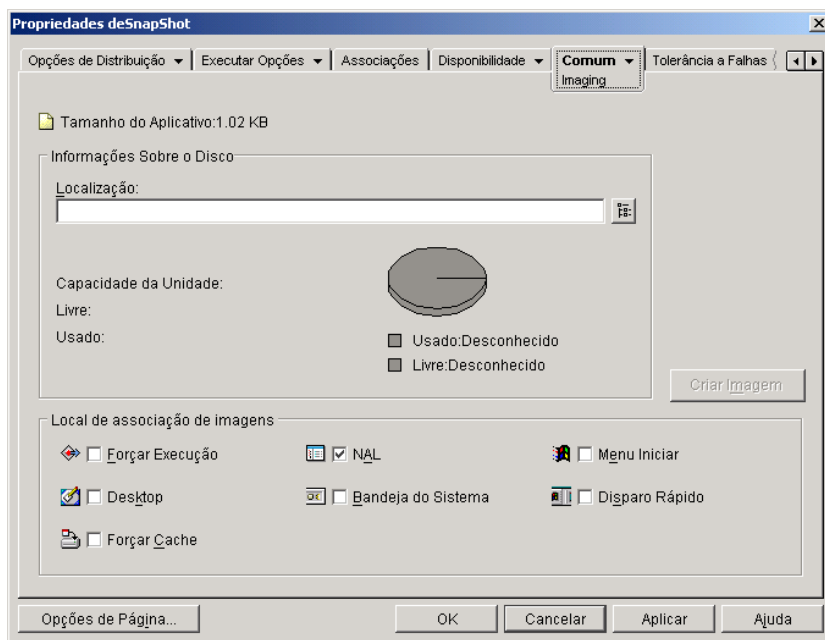 Propriedades deSnapShot
Opções de Distribuição
Executar Opções
Associações
Disponibilidade
Comum
Tolerância a Falhas
Imaging
Tamanho do Aplicativo:1.02 KB
Informações Sobre o Disco
Localização:
Capacidade da Unidade:
Livre:
Usado:
Usado:Desconhecido
Livre:Desconhecido
Criar Imagem
Local de associação de imagens
Forçar Execução
NAL
Menu Iniciar
Desktop
Bandeja do Sistema
Disparo Rápido
Forçar Cache
Opções de Página...
OK
Cancelar
Aplicar
Ajuda